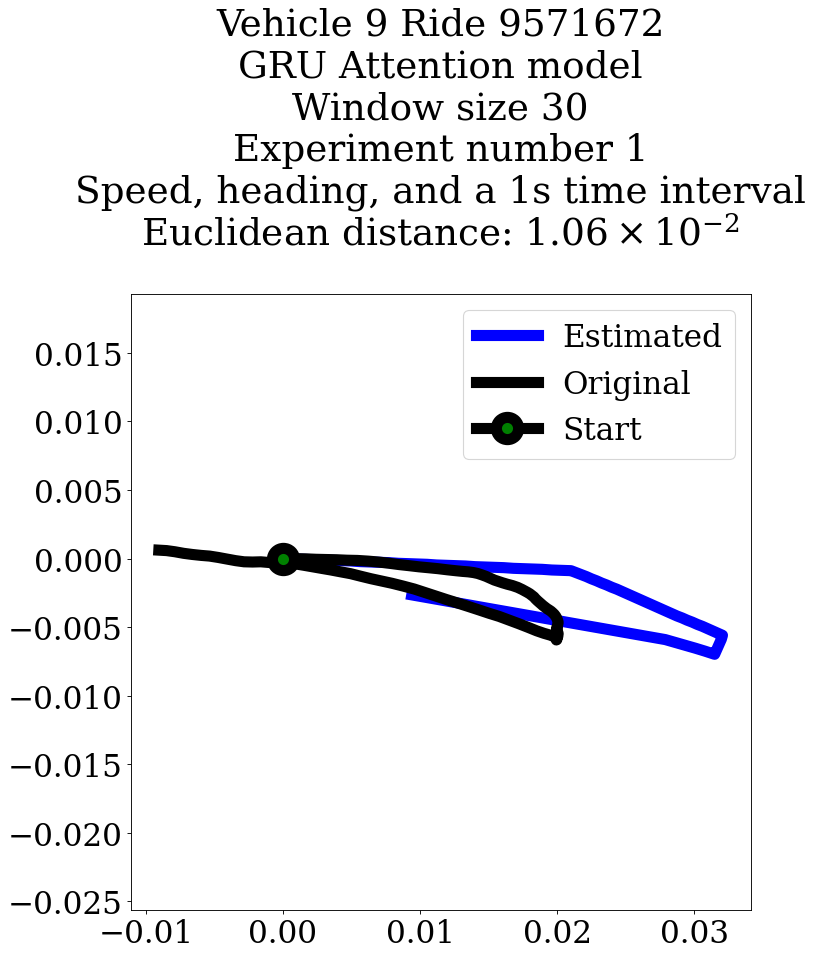 Vehicle 9 Ride 9571672
GRU Attention model
Window size 30
Experiment number 1
Speed, heading, and a 1s time interval
Euclidean distance: 1.06 × 10⁻²
Estimated
Original
Start
0.015
0.010
0.005
0.000
−0.005
−0.010
−0.015
−0.020
−0.025
−0.01 0.00 0.01 0.02 0.03